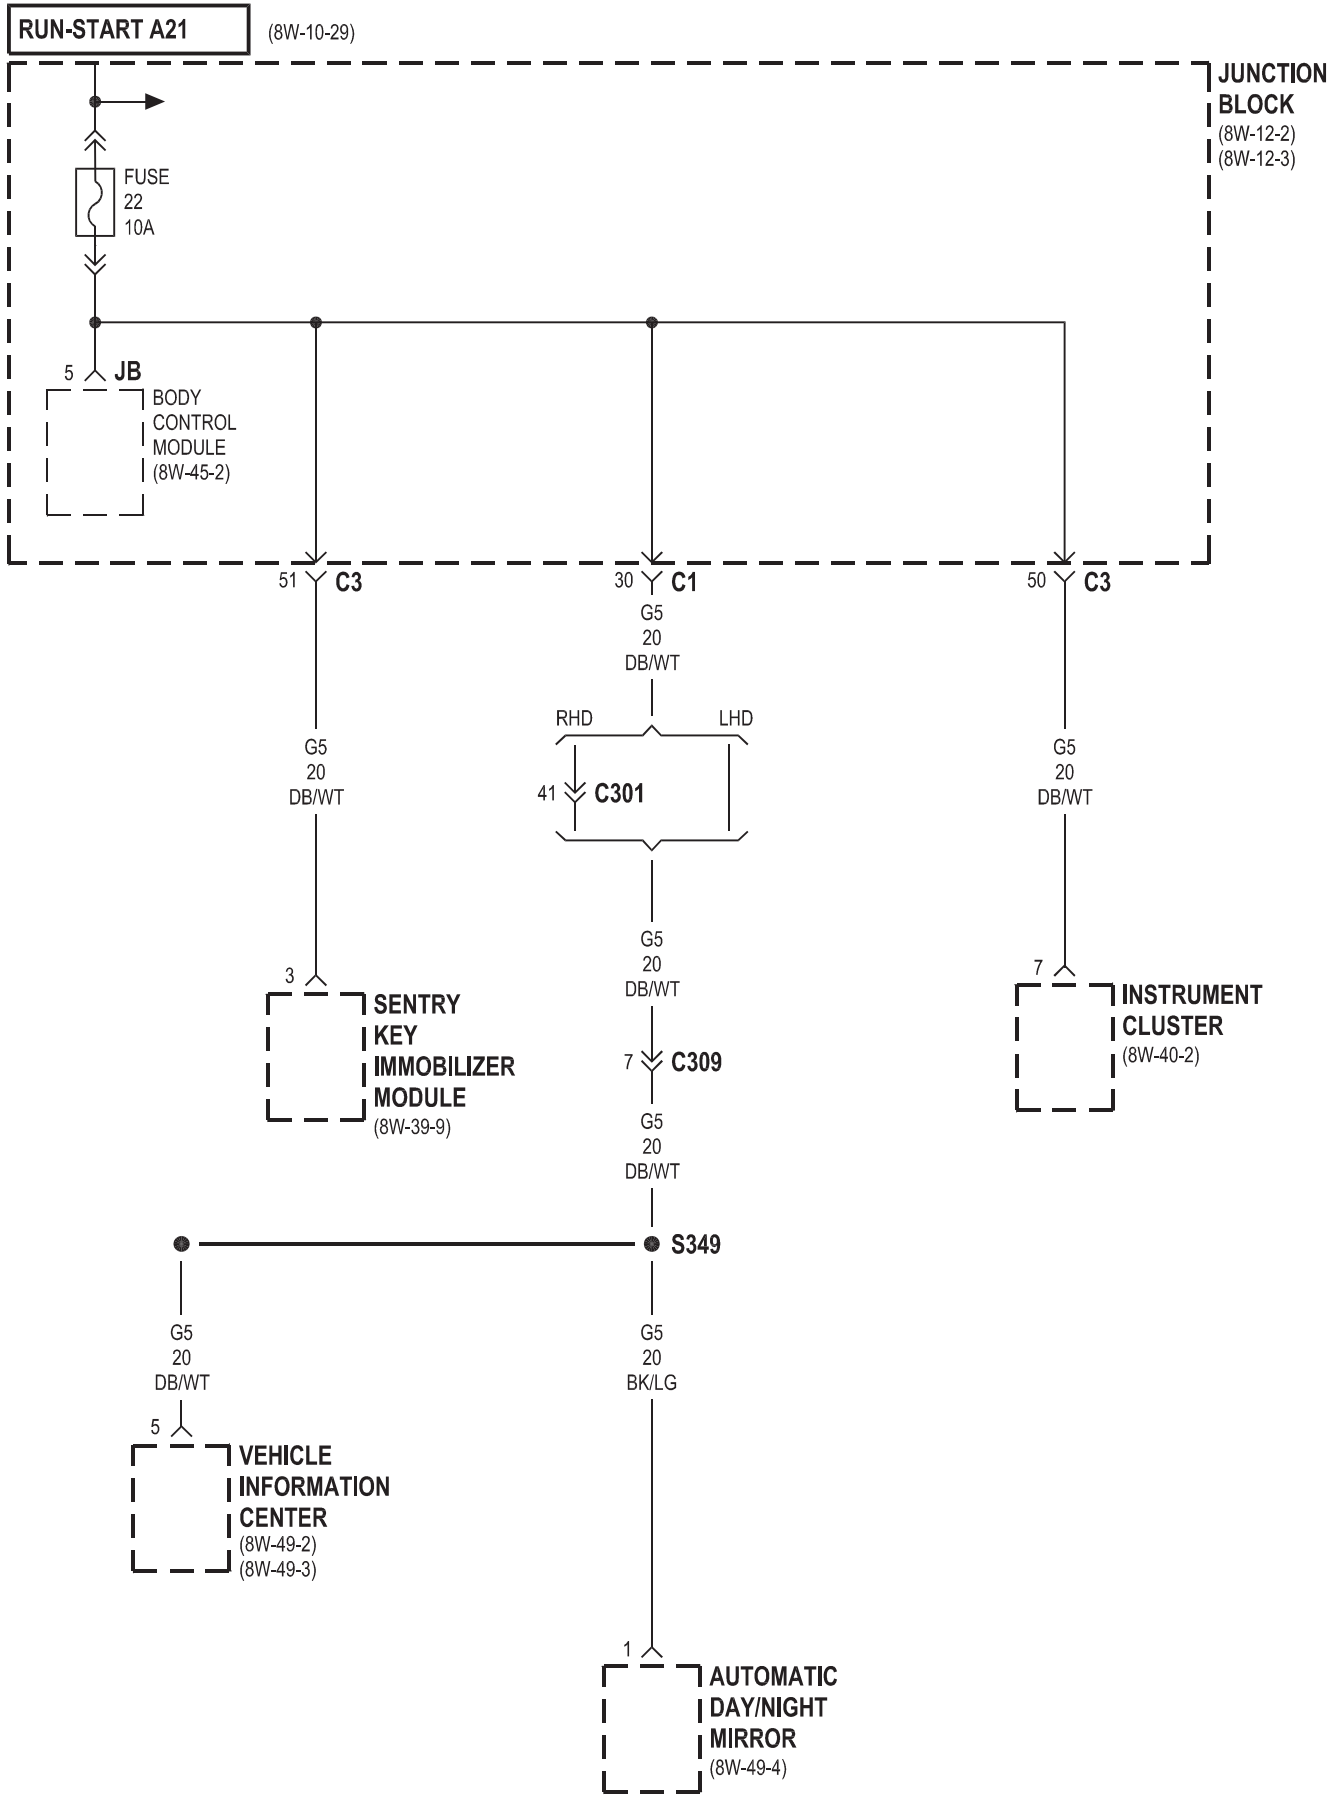 RUN-START A21
(8W-10-29)
JUNCTION
BLOCK
(8W-12-2)
(8W-12-3)
FUSE
22
10A
5
JB
BODY
CONTROL
MODULE
(8W-45-2)
51
C3
30
C1
50
C3
G5
20
DB/WT
RHD
LHD
G5
20
DB/WT
G5
20
DB/WT
41
C301
G5
20
DB/WT
3
SENTRY
KEY
IMMOBILIZER
MODULE
(8W-39-9)
7
INSTRUMENT
CLUSTER
(8W-40-2)
7
C309
G5
20
DB/WT
S349
G5
20
DB/WT
G5
20
BK/LG
5
VEHICLE
INFORMATION
CENTER
(8W-49-2)
(8W-49-3)
1
AUTOMATIC
DAY/NIGHT
MIRROR
(8W-49-4)